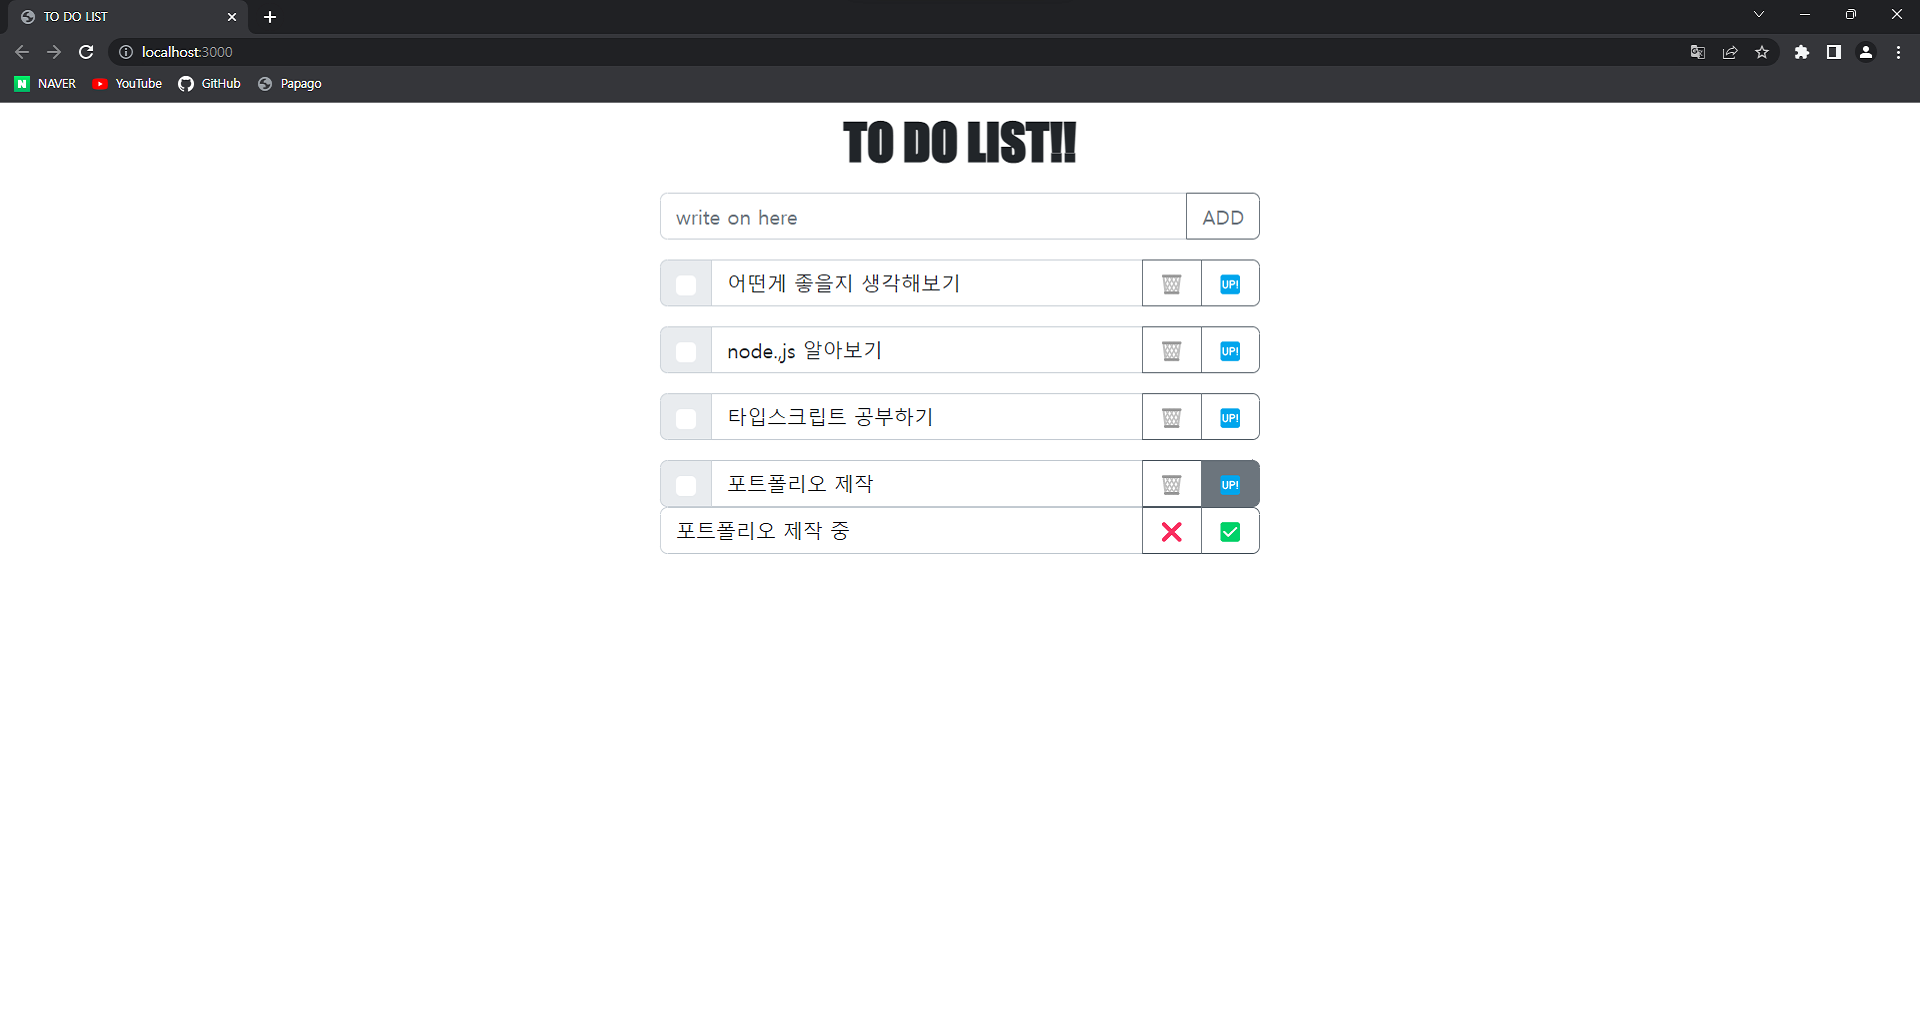 TO DO LIST
localhost:3000
NAVER YouTube GitHub Papago
TO DO LIST!!
write on here ADD
어떤게 좋을지 생각해보기 UP!
node.,js 알아보기 UP!
타입스크립트 공부하기 UP!
포트폴리오 제작 UP!
포트폴리오 제작 중